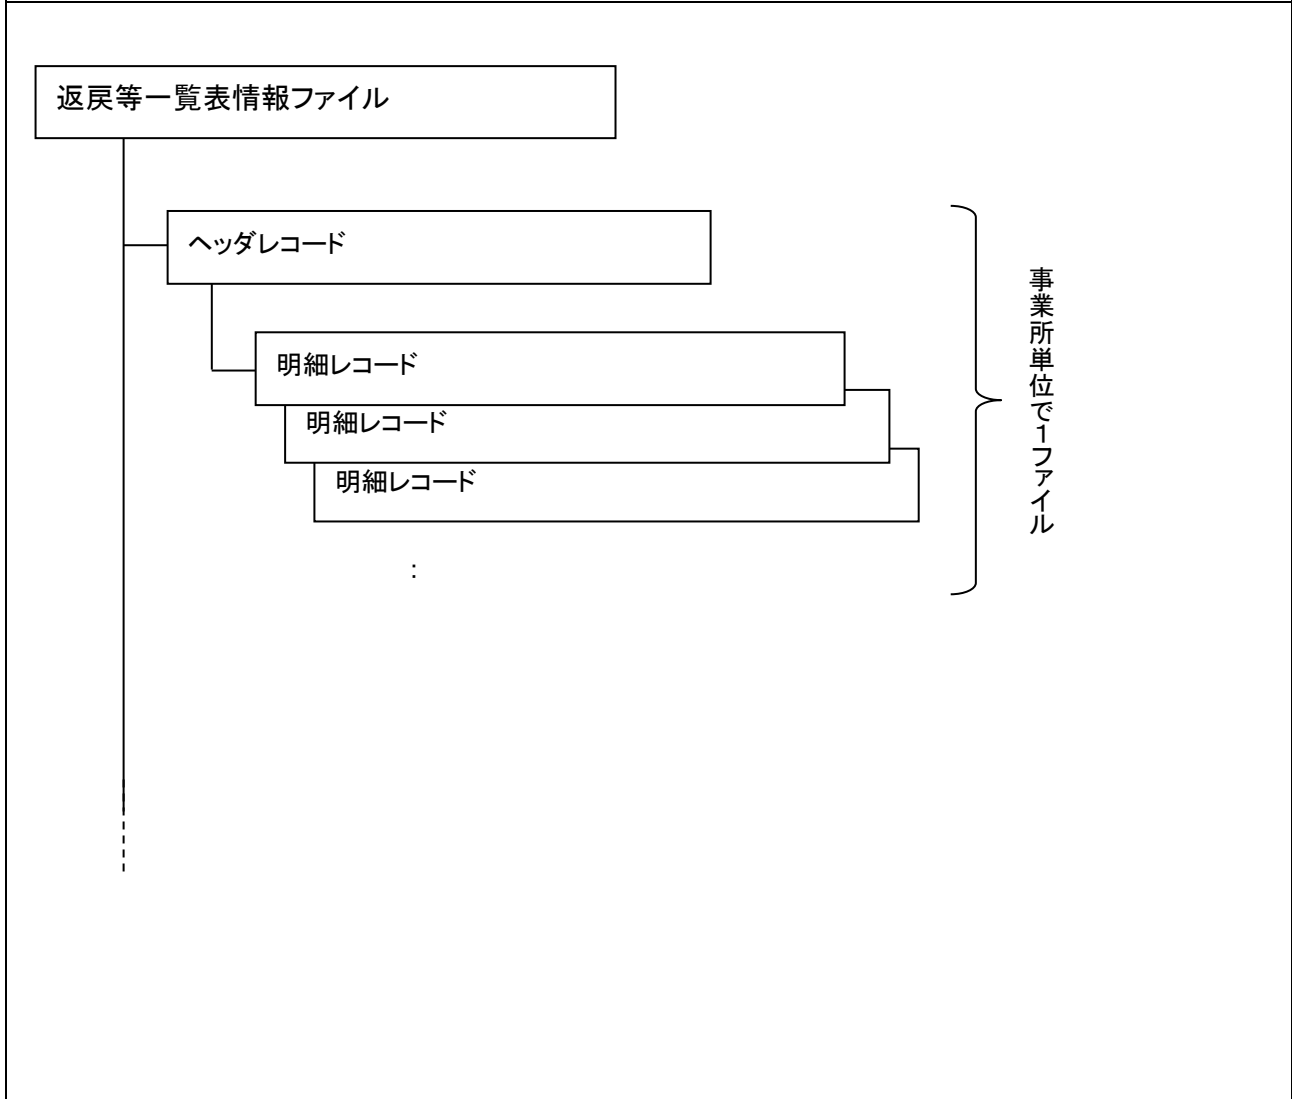 返戻等一覧表情報ファイル
ヘッダレコード
明細レコード
明細レコード
明細レコード
：
事業所単位で１ファイル